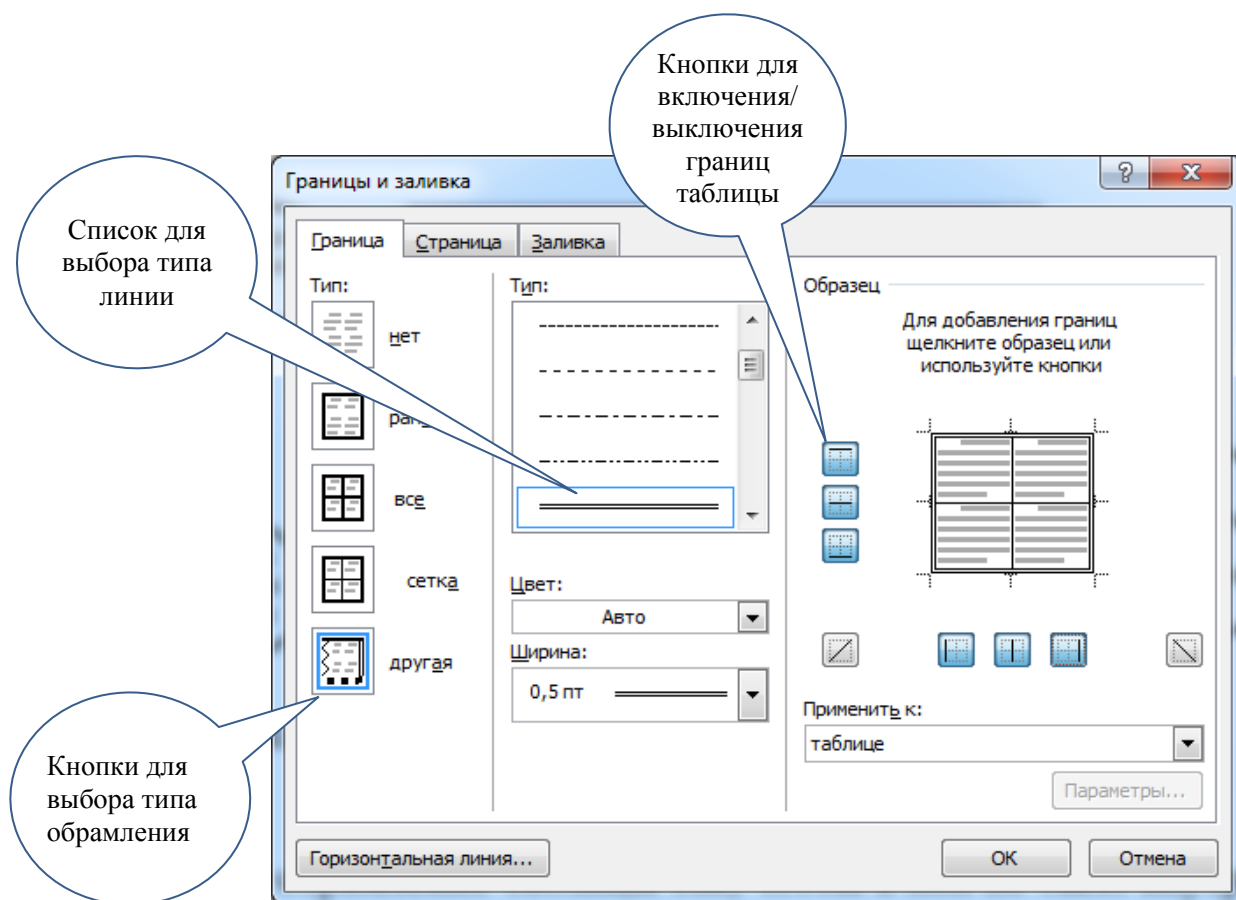 Кнопки для
включения/
выключения
границ
таблицы
Границы и заливка
Список для
выбора типа
линии
Граница
Страница
Заливка
Тип:
нет
все
сетка
другая
Тип:
Цвет:
Авто
Ширина:
0,5 пт
Образец
Для добавления границ
щелкните образец или
используйте кнопки
Применить к:
таблице
Параметры...
Кнопки для
выбора типа
обрамления
Горизонтальная линия...
ОК
Отмена